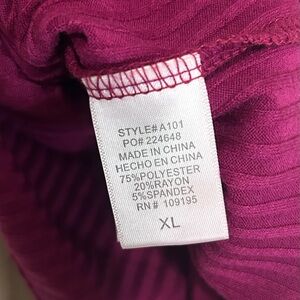 STYLE# A101
PO# 224648
MADE IN CHINA
HECHO EN CHINA
75%POLYESTER
20%RAYON
5%SPANDEX
RN # 109195
XL